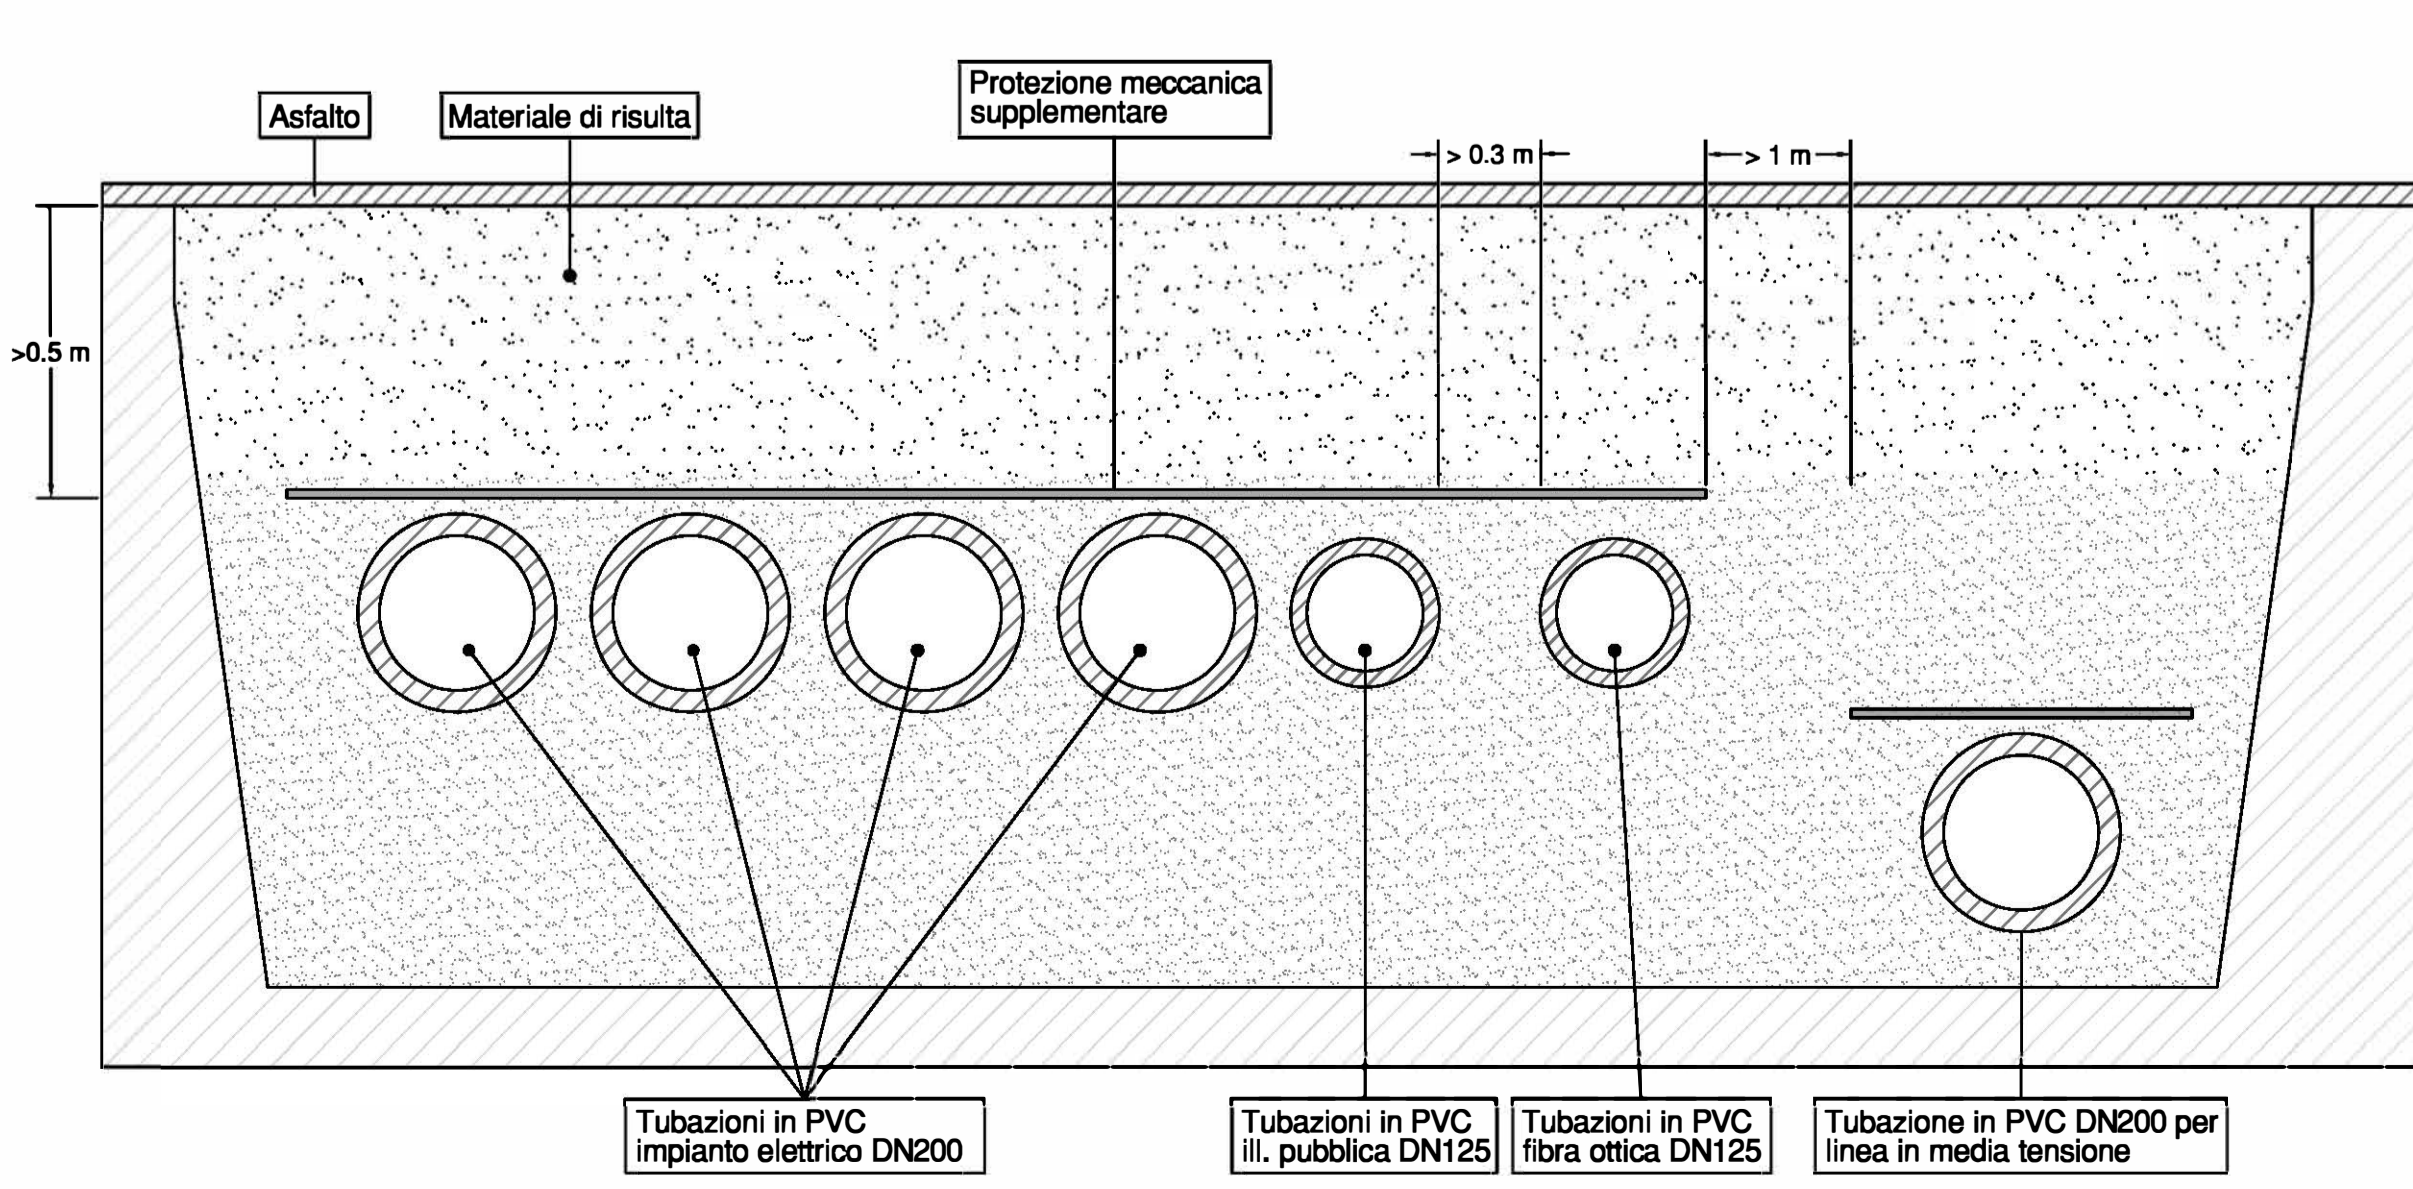 Protezione meccanica
supplementare
Asfalto
Materiale di risulta
> 0.3 m
> 1 m
>0.5 m
Tubazioni in PVC
impianto elettrico DN200
Tubazioni in PVC
ill. pubblica DN125
Tubazioni in PVC
fibra ottica DN125
Tubazione in PVC DN200 per
linea in media tensione